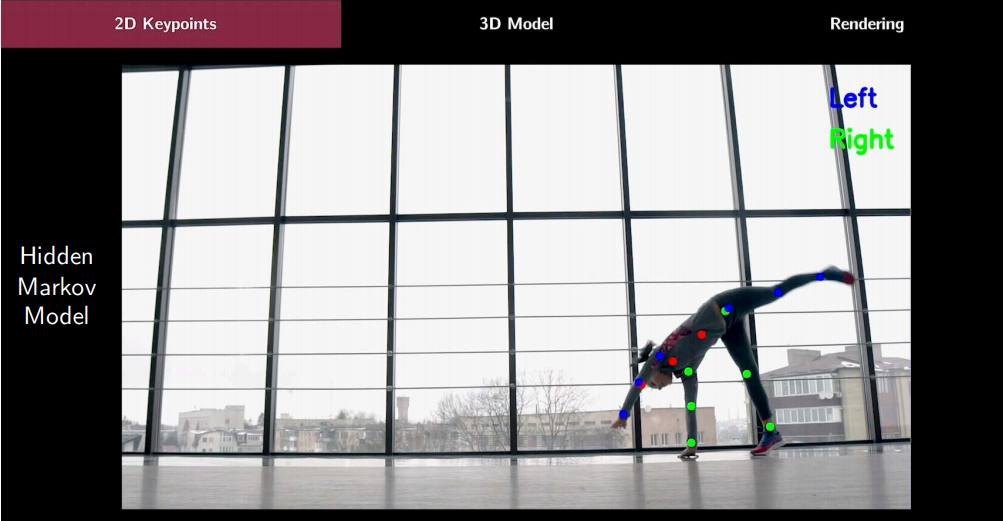 2D Keypoints
3D Model
Rendering
Left
Right
Hidden
Markov
Model